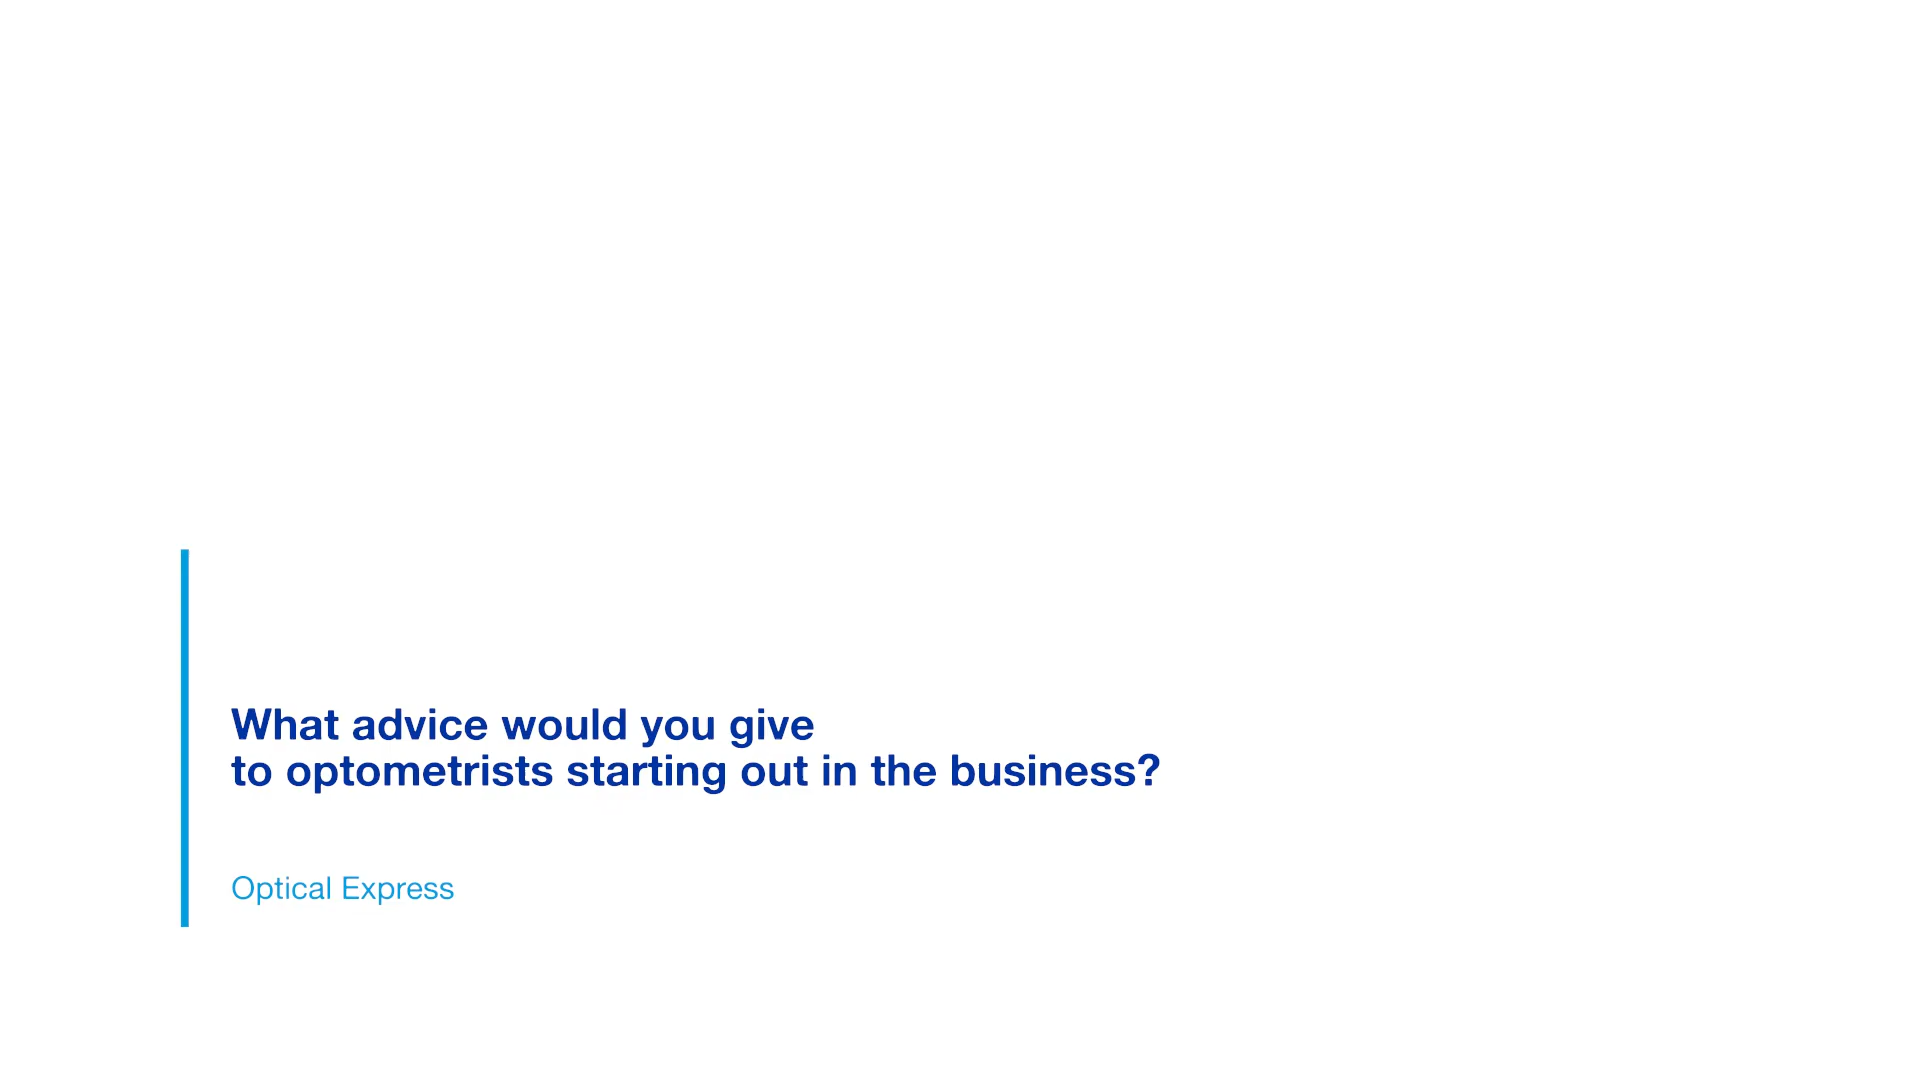 What advice would you give
to optometrists starting out in the business?
Optical Express